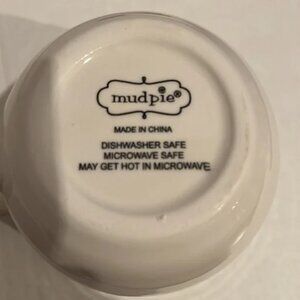 mudpie®
MADE IN CHINA
DISHWASHER SAFE
MICROWAVE SAFE
MAY GET HOT IN MICROWAVE